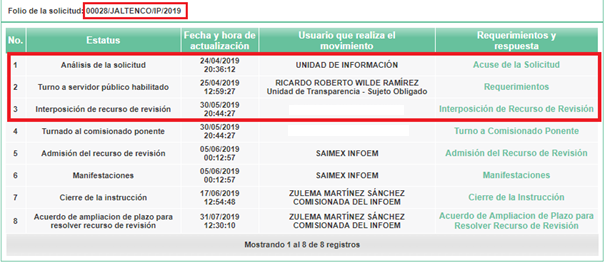 Folio de la solicitud: 00028/JALTENCO/IP/2019
No. Estatus Fecha y hora de actualización Usuario que realiza el movimiento Requerimientos y respuesta
1 Análisis de la solicitud 24/04/2019 20:36:12 UNIDAD DE INFORMACIÓN Acuse de la Solicitud
2 Turno a servidor público habilitado 25/04/2019 12:59:27 RICARDO ROBERTO WILDE RAMÍREZ Unidad de Transparencia - Sujeto Obligado Requerimientos
3 Interposición de recurso de revisión 30/05/2019 20:44:27 Interposición de Recurso de Revisión
4 Turnado al comisionado ponente 30/05/2019 20:44:27 Turno a Comisionado Ponente
5 Admisión del recurso de revisión 05/06/2019 00:12:57 SAIMEX INFOEM Admisión del Recurso de Revisión
6 Manifestaciones 05/06/2019 00:12:57 SAIMEX INFOEM Manifestaciones
7 Cierre de la instrucción 17/06/2019 12:54:48 ZULEMA MARTÍNEZ SÁNCHEZ COMISIONADA DEL INFOEM Cierre de la Instrucción
8 Acuerdo de ampliacion de plazo para resolver recurso de revisión 31/07/2019 12:30:10 ZULEMA MARTÍNEZ SÁNCHEZ COMISIONADA DEL INFOEM Acuerdo de Ampliacion de Plazo para Resolver Recurso de Revisión
Mostrando 1 al 8 de 8 registros